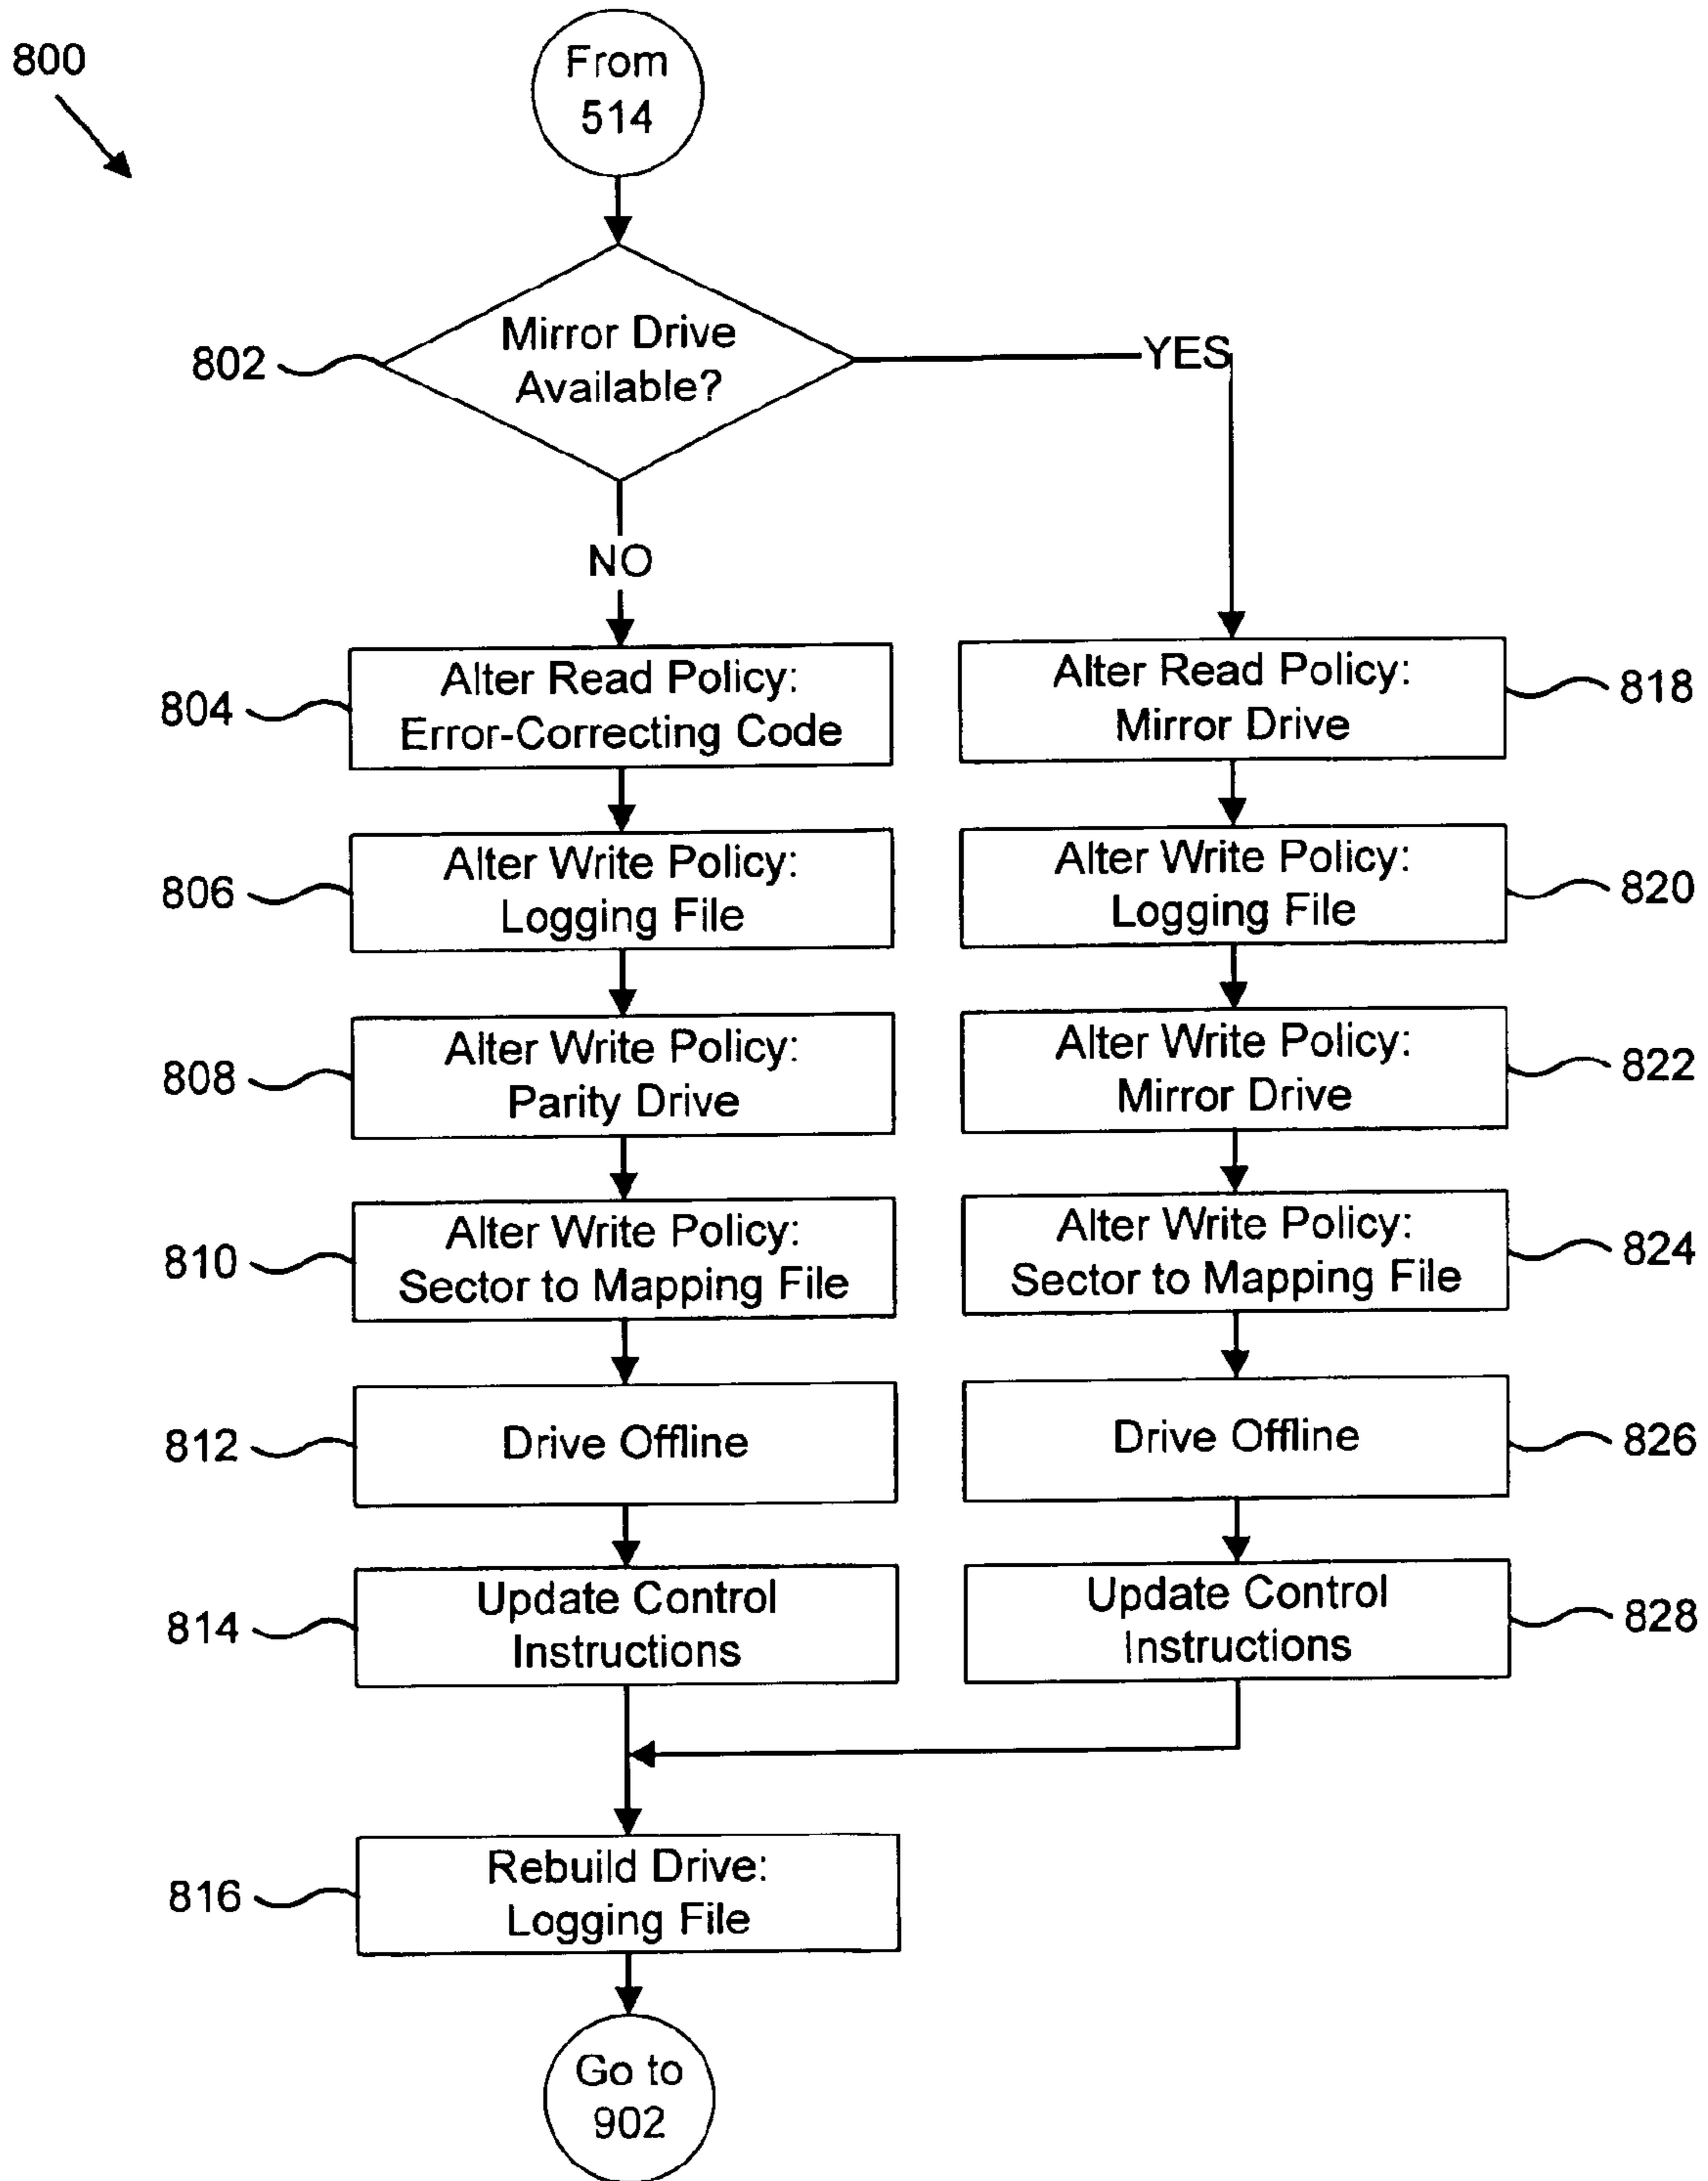 800
From
514
802
Mirror Drive
Available?
YES
NO
804
Alter Read Policy:
Error-Correcting Code
Alter Read Policy:
Mirror Drive
818
806
Alter Write Policy:
Logging File
Alter Write Policy:
Logging File
820
808
Alter Write Policy:
Parity Drive
Alter Write Policy:
Mirror Drive
822
810
Alter Write Policy:
Sector to Mapping File
Alter Write Policy:
Sector to Mapping File
824
812
Drive Offline
Drive Offline
826
814
Update Control
Instructions
Update Control
Instructions
828
816
Rebuild Drive:
Logging File
Go to
902